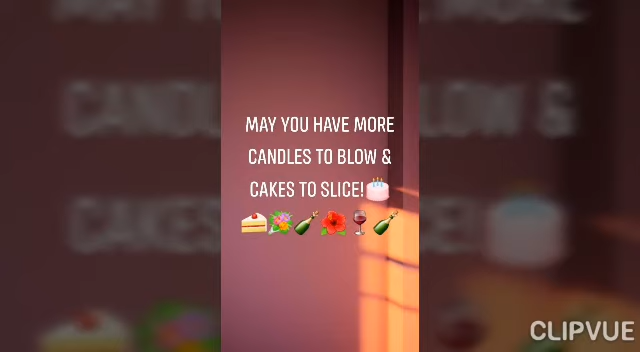 MAY YOU HAVE MORE
CANDLES TO BLOW &
CAKES TO SLICE!🎂
🍰💐🍾🌺🍷🍾
CLIPVUE